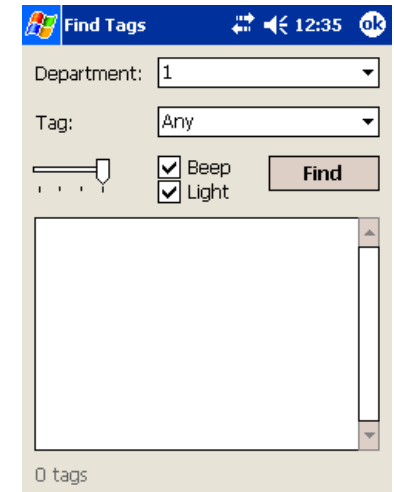 Find Tags 12:35 ok
Department: 1
Tag: Any
Beep
Light
Find
0 tags